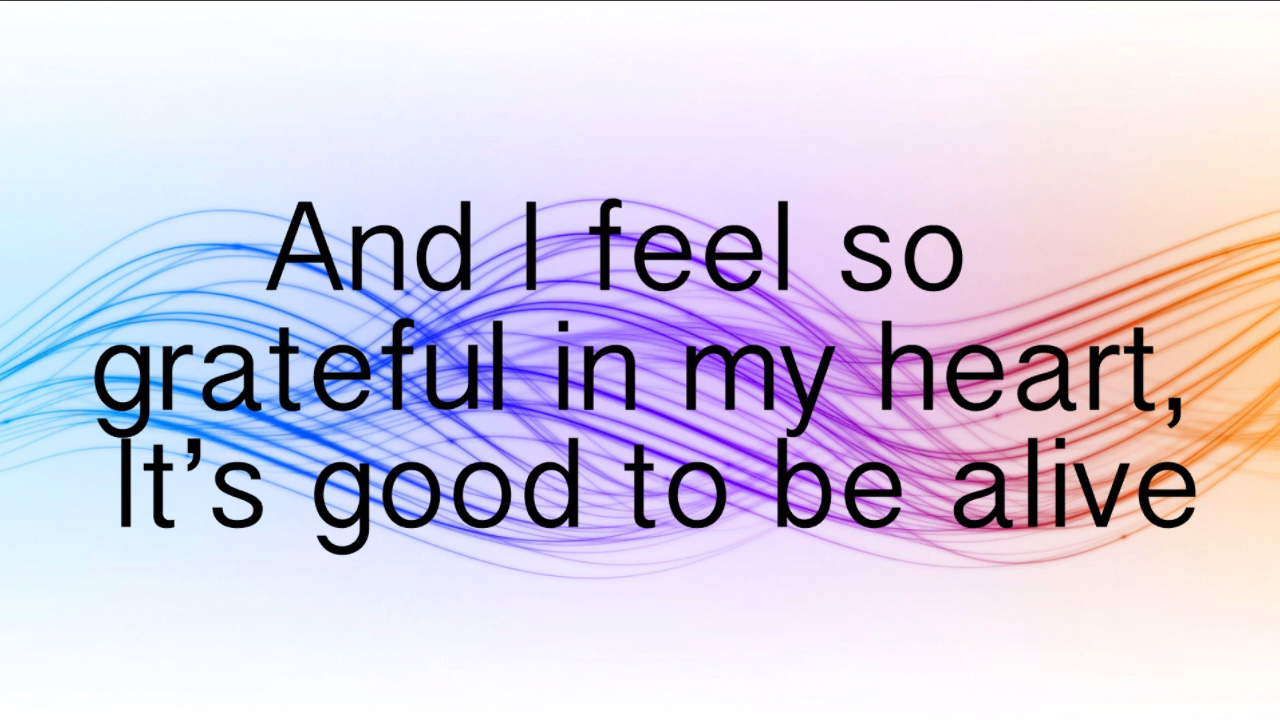 And I feel so
grateful in my heart,
It’s good to be alive